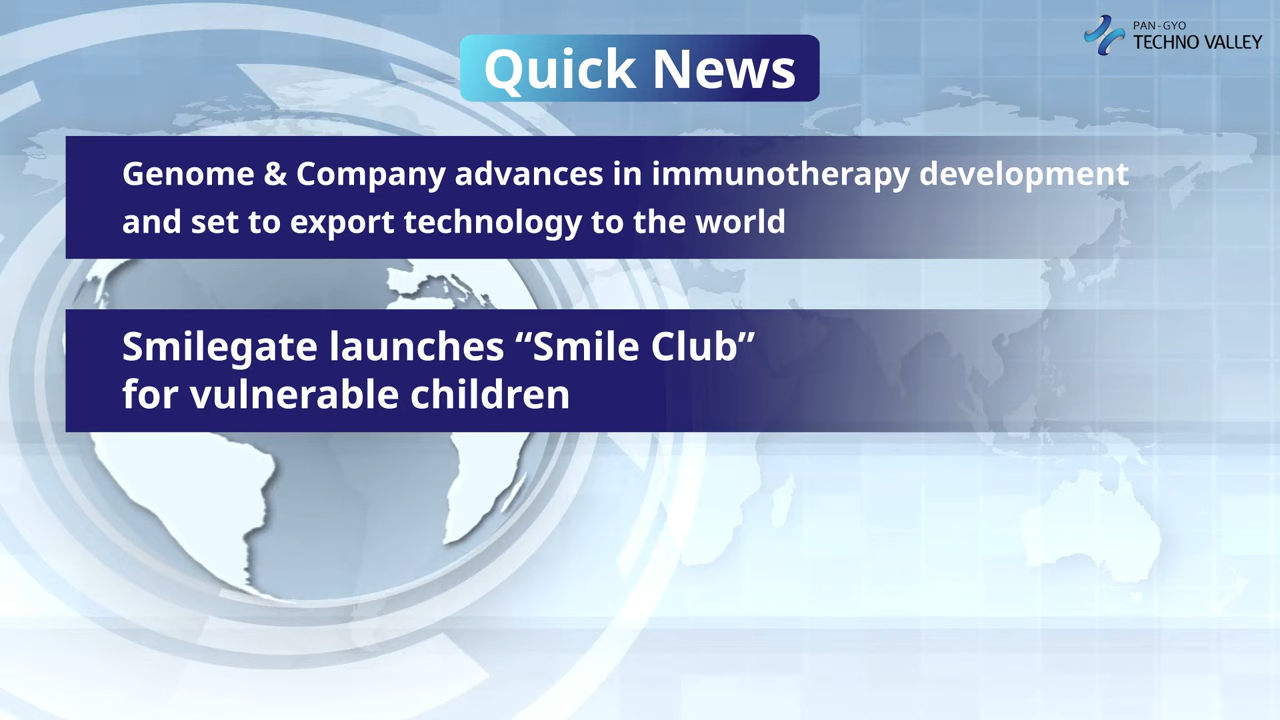 PAN-GYO
TECHNO VALLEY
Quick News
Genome & Company advances in immunotherapy development
and set to export technology to the world
Smilegate launches “Smile Club”
for vulnerable children